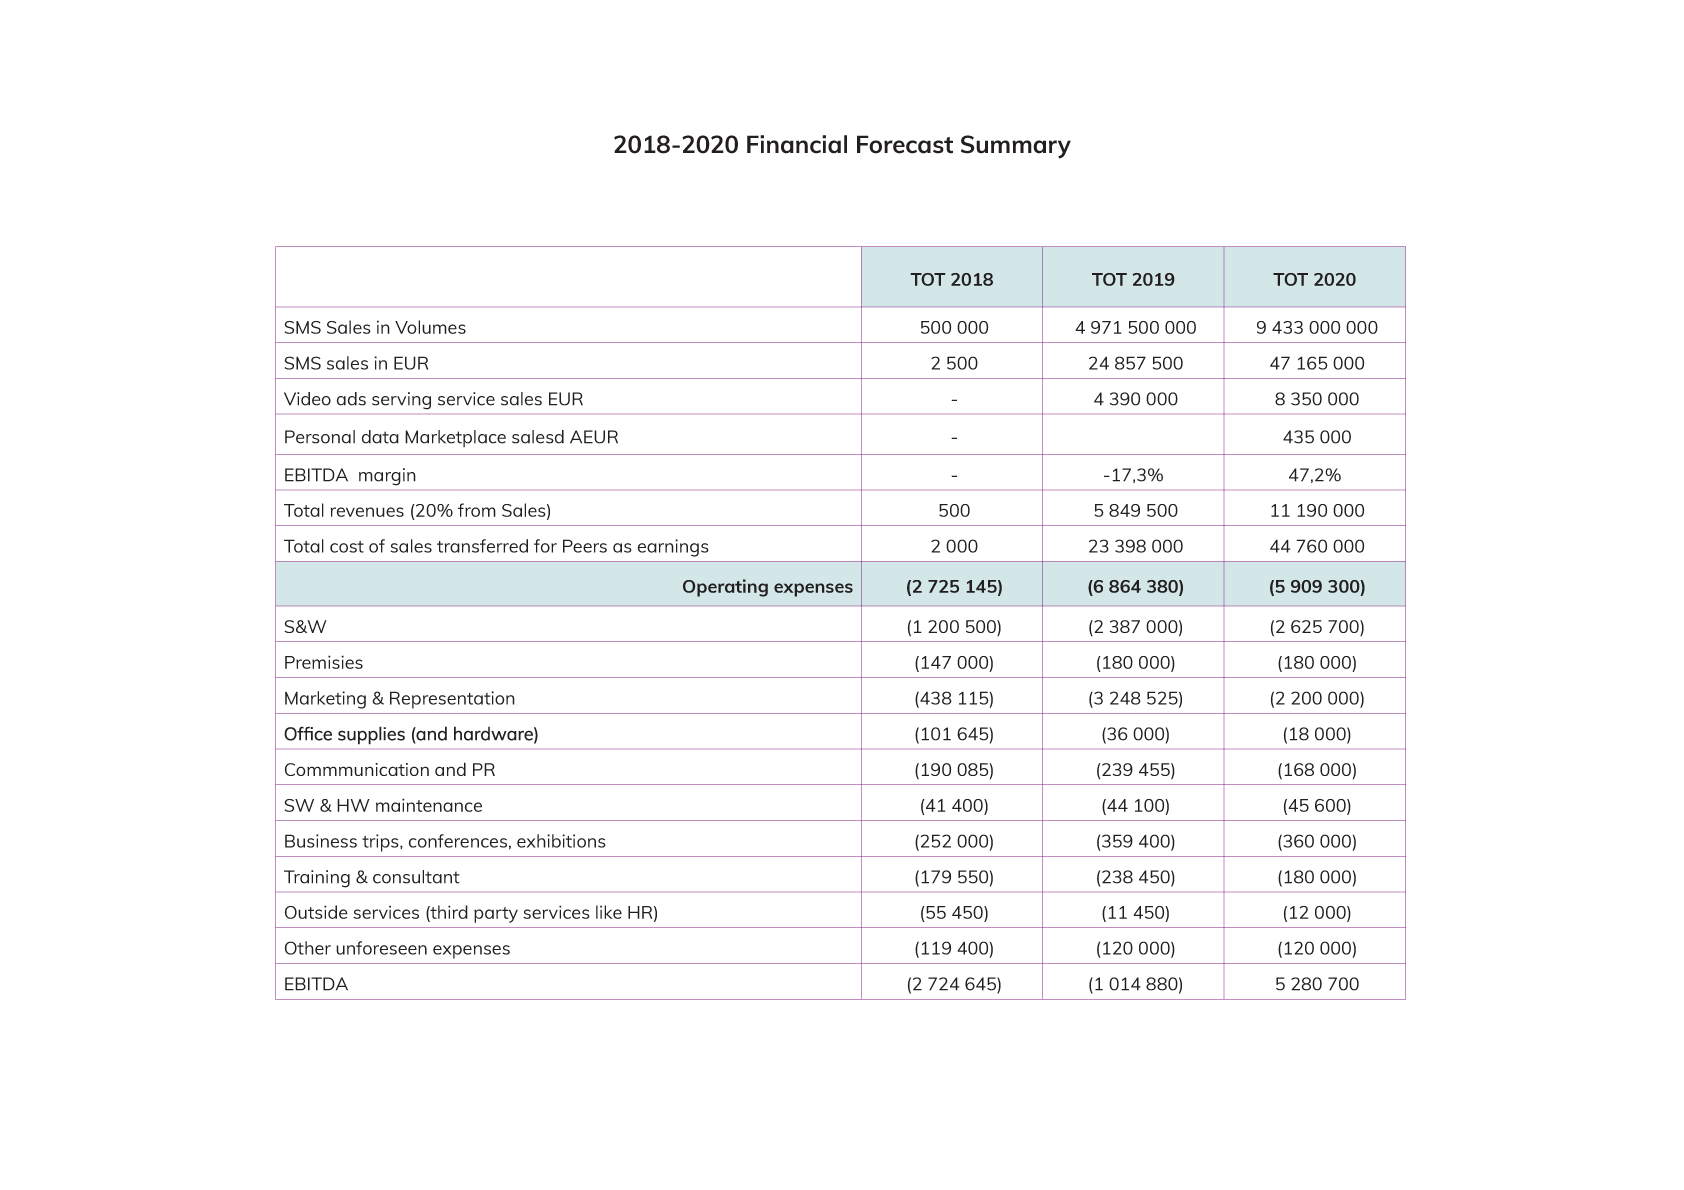 2018-2020 Financial Forecast Summary
TOT 2018 TOT 2019 TOT 2020
SMS Sales in Volumes 500 000 4 971 500 000 9 433 000 000
SMS sales in EUR 2 500 24 857 500 47 165 000
Video ads serving service sales EUR - 4 390 000 8 350 000
Personal data Marketplace salesd AEUR - 435 000
EBITDA margin - -17,3% 47,2%
Total revenues (20% from Sales) 500 5 849 500 11 190 000
Total cost of sales transferred for Peers as earnings 2 000 23 398 000 44 760 000
Operating expenses (2 725 145) (6 864 380) (5 909 300)
S&W (1 200 500) (2 387 000) (2 625 700)
Premisies (147 000) (180 000) (180 000)
Marketing & Representation (438 115) (3 248 525) (2 200 000)
Office supplies (and hardware) (101 645) (36 000) (18 000)
Commmunication and PR (190 085) (239 455) (168 000)
SW & HW maintenance (41 400) (44 100) (45 600)
Business trips, conferences, exhibitions (252 000) (359 400) (360 000)
Training & consultant (179 550) (238 450) (180 000)
Outside services (third party services like HR) (55 450) (11 450) (12 000)
Other unforeseen expenses (119 400) (120 000) (120 000)
EBITDA (2 724 645) (1 014 880) 5 280 700